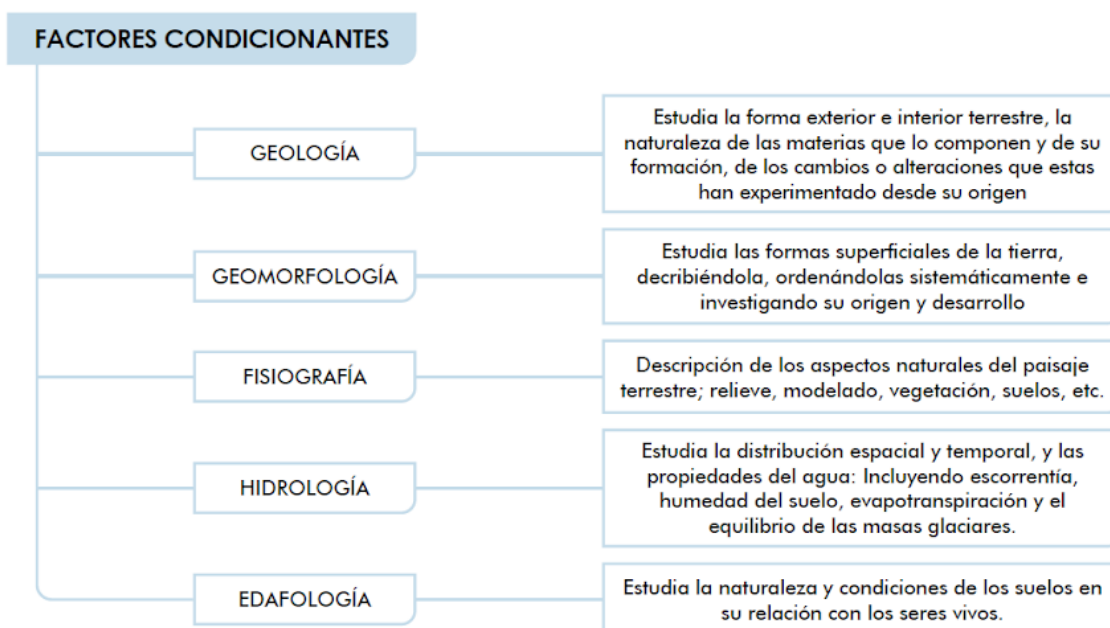 FACTORES CONDICIONANTES
GEOLOGÍA
Estudia la forma exterior e interior terrestre, la
naturaleza de las materias que lo componen y de su
formación, de los cambios o alteraciones que estas
han experimentado desde su origen
GEOMORFOLOGÍA
Estudia las formas superficiales de la tierra,
decribiéndola, ordenándolas sistemáticamente e
investigando su origen y desarrollo
FISIOGRAFÍA
Descripción de los aspectos naturales del paisaje
terrestre; relieve, modelado, vegetación, suelos, etc.
HIDROLOGÍA
Estudia la distribución espacial y temporal, y las
propiedades del agua: Incluyendo escorrentía,
humedad del suelo, evapotranspiración y el
equilibrio de las masas glaciares.
EDAFOLOGÍA
Estudia la naturaleza y condiciones de los suelos en
su relación con los seres vivos.